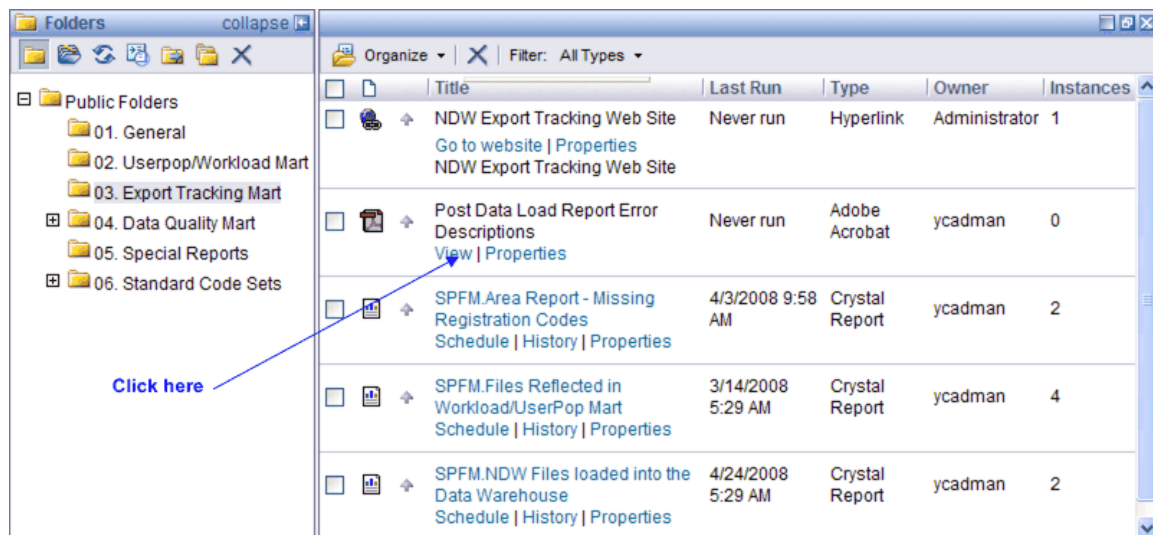 Folders collapse
Organize Filter: All Types
Title Last Run Type Owner Instances
Public Folders
01. General
02. Userpop/Workload Mart
03. Export Tracking Mart
04. Data Quality Mart
05. Special Reports
06. Standard Code Sets
Click here
NDW Export Tracking Web Site Never run Hyperlink Administrator 1
Go to website | Properties
NDW Export Tracking Web Site
Post Data Load Report Error Descriptions Never run Adobe Acrobat ycadman 0
View | Properties
SPFM.Area Report - Missing Registration Codes 4/3/2008 9:58 AM Crystal Report ycadman 2
Schedule | History | Properties
SPFM.Files Reflected in Workload/UserPop Mart 3/14/2008 5:29 AM Crystal Report ycadman 4
Schedule | History | Properties
SPFM.NDW Files loaded into the Data Warehouse 4/24/2008 5:29 AM Crystal Report ycadman 2
Schedule | History | Properties